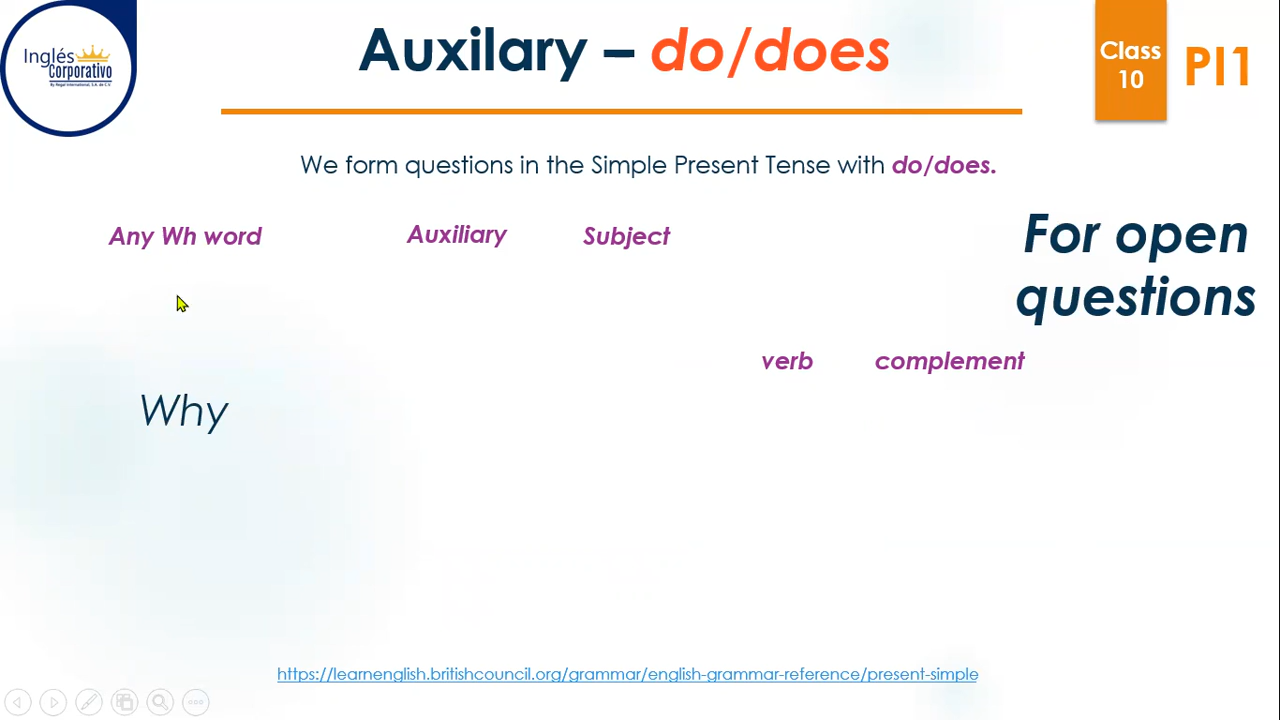 Inglés
Corporativo
By Regal International, S.A. de C.V.
Auxilary – do/does
Class
10
PI1
We form questions in the Simple Present Tense with do/does.
Any Wh word
Auxiliary
Subject
For open
questions
verb
complement
Why
https://learnenglish.britishcouncil.org/grammar/english-grammar-reference/present-simple